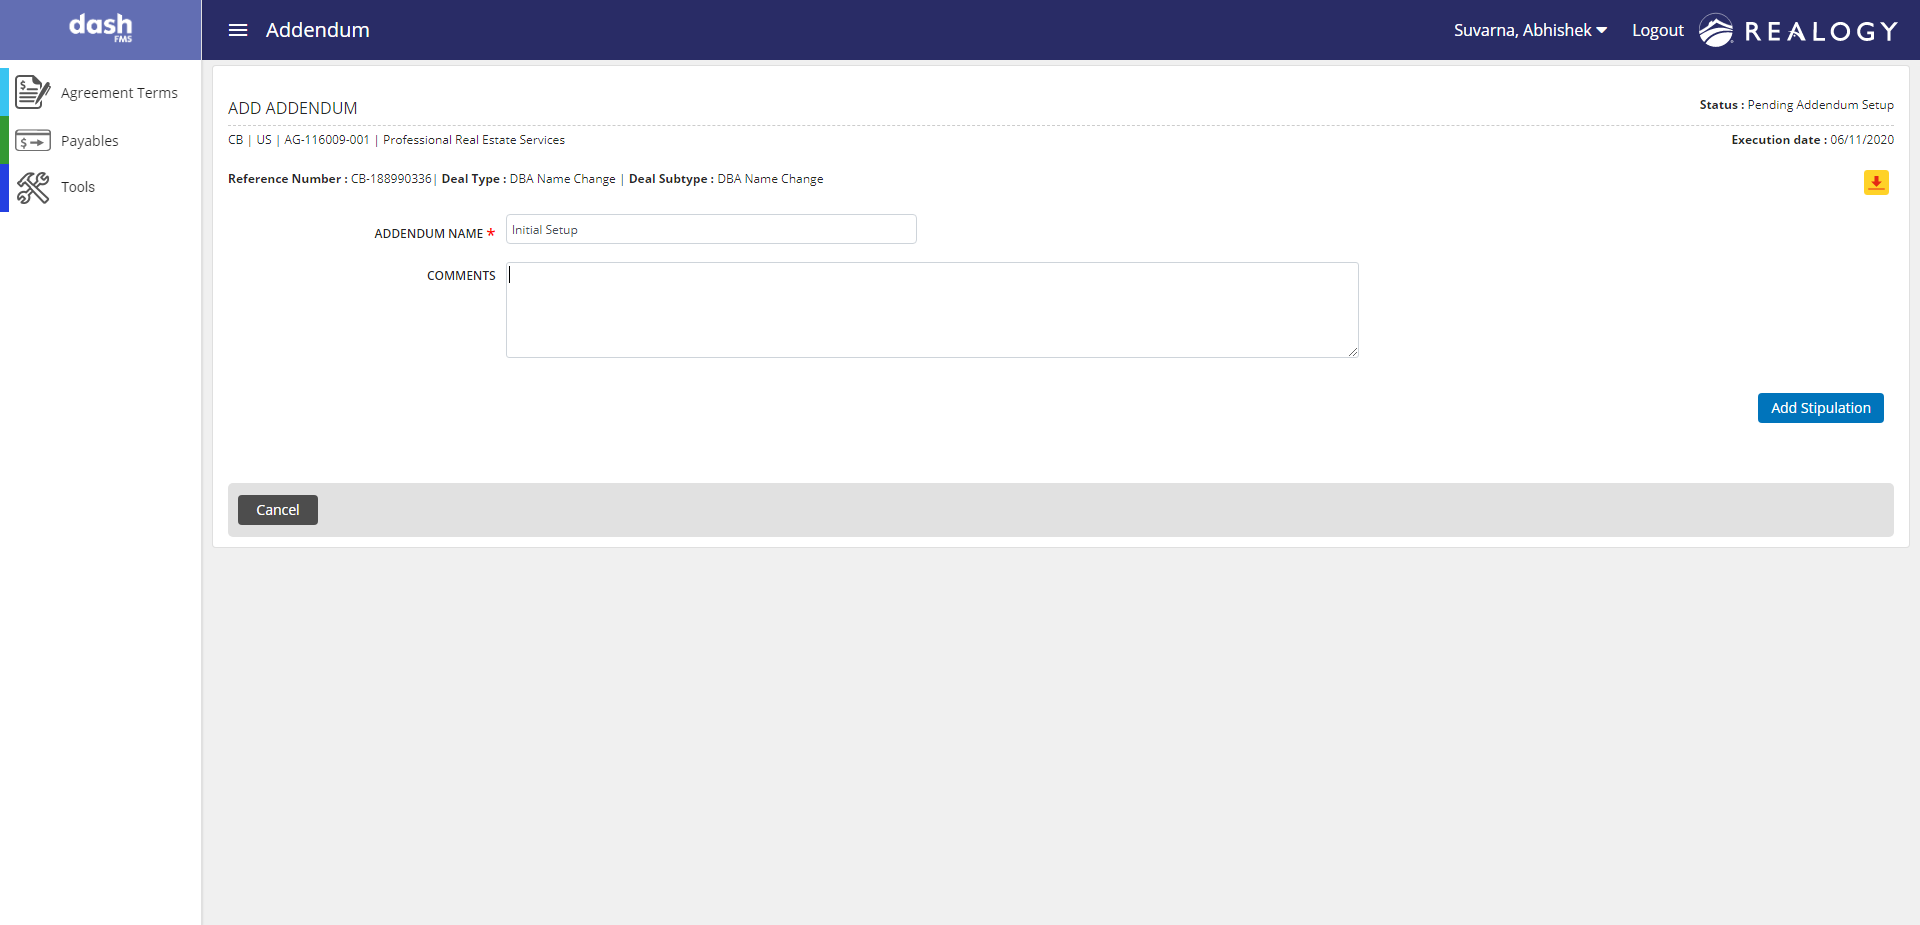 dash
FMS
Addendum
Suvarna, Abhishek
Logout
REALOGY
Agreement Terms
Payables
Tools
ADD ADDENDUM
Status : Pending Addendum Setup
CB | US | AG-116009-001 | Professional Real Estate Services
Execution date : 06/11/2020
Reference Number : CB-188990336| Deal Type : DBA Name Change | Deal Subtype : DBA Name Change
ADDENDUM NAME *
Initial Setup
COMMENTS
Add Stipulation
Cancel